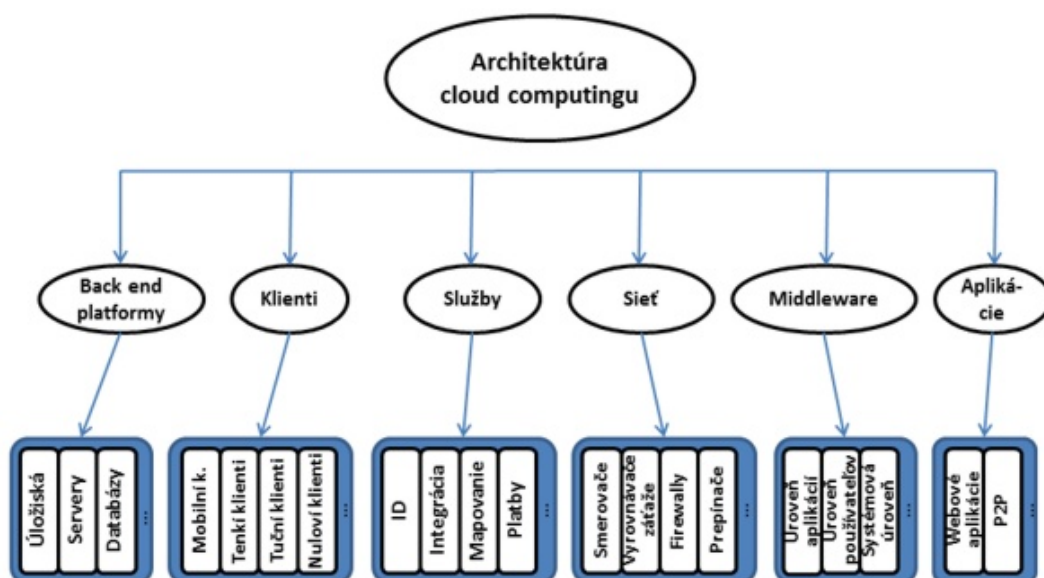 Architektúra
cloud computingu
Back end
platformy
Klienti
Služby
Sieť
Middleware
Apliká-
cie
Úložiská
Servery
Databázy
...
Mobilní k.
Tenkí klienti
Tuční klienti
Nuloví klienti
...
ID
Integrácia
Mapovanie
Platby
...
Smerovače
Vyrovnávače
záťaže
Firewally
Prepínače
...
Úroveň
aplikácií
Úroveň
používateľov
Systémová
úroveň
...
Webové
aplikácie
P2P
...